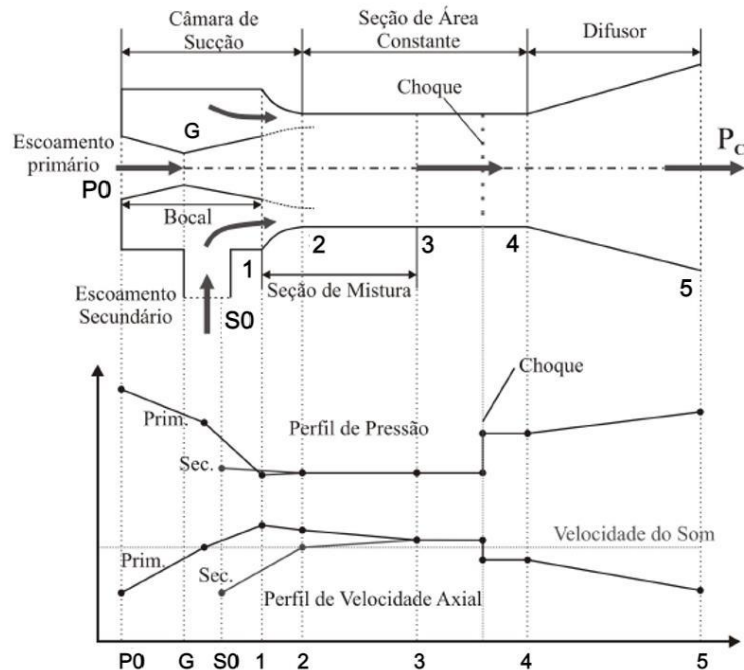 Câmara de
Sucção
Seção de Área
Constante
Difusor
Choque
G
Escoamento
primário
P0
Bocal
P_C
1
2
3
4
5
Seção de Mistura
Escoamento
Secundário
S0
Choque
Prim.
Perfil de Pressão
Sec.
Velocidade do Som
Prim.
Sec.
Perfil de Velocidade Axial
P0 G S0 1 2 3 4 5